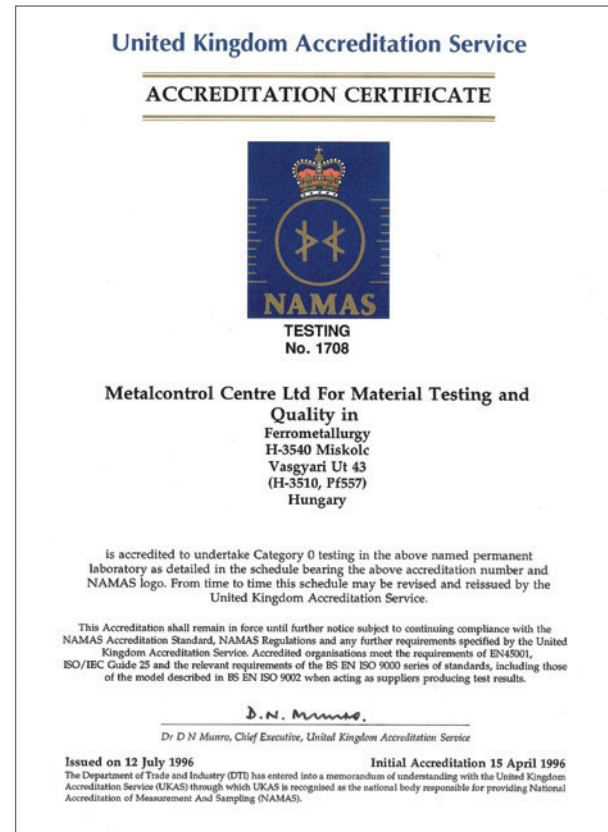 United Kingdom Accreditation Service
ACCREDITATION CERTIFICATE
NAMAS
TESTING
No. 1708
Metalcontrol Centre Ltd For Material Testing and
Quality in
Ferrometallurgy
H-3540 Miskolc
Vasgyari Ut 43
(H-3510, Pf557)
Hungary
is accredited to undertake Category 0 testing in the above named permanent
laboratory as detailed in the schedule bearing the above accreditation number and
NAMAS logo. From time to time this schedule may be revised and reissued by the
United Kingdom Accreditation Service.
This Accreditation shall remain in force until further notice subject to continuing compliance with the
NAMAS Accreditation Standard, NAMAS Regulations and any further requirements specified by the United
Kingdom Accreditation Service. Accredited organisations meet the requirements of EN45001,
ISO/IEC Guide 25 and the relevant requirements of the BS EN ISO 9000 series of standards, including those
of the model described in BS EN ISO 9002 when acting as suppliers producing test results.
D.N. Munro.
Dr D N Munro, Chief Executive, United Kingdom Accreditation Service
Issued on 12 July 1996 Initial Accreditation 15 April 1996
The Department of Trade and Industry (DTI) has entered into a memorandum of understanding with the United Kingdom
Accreditation Service (UKAS) through which UKAS is recognised as the national body responsible for providing National
Accreditation of Measurement And Sampling (NAMAS).